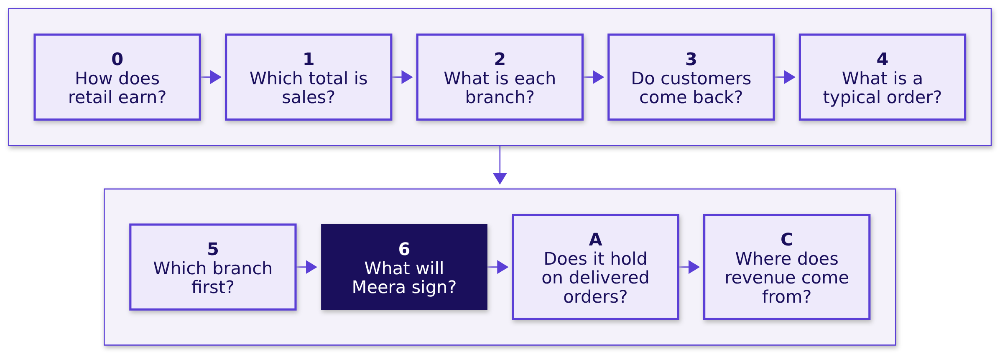 0
How does
retail earn?
1
Which total is
sales?
2
What is each
branch?
3
Do customers
come back?
4
What is a
typical order?
5
Which branch
first?
6
What will
Meera sign?
A
Does it hold
on delivered
orders?
C
Where does
revenue come
from?